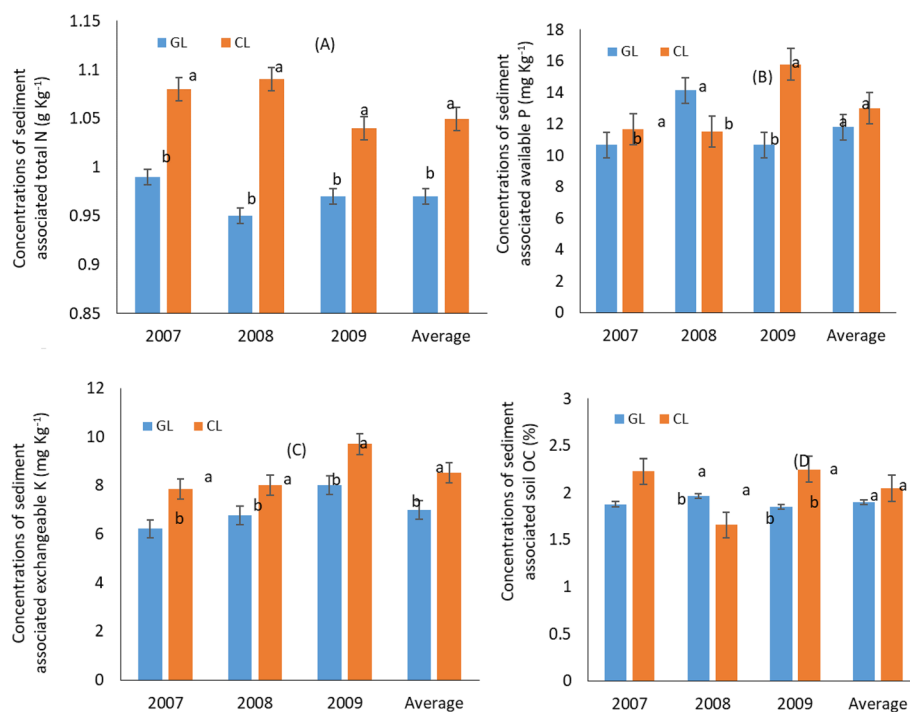 Concentrations of sediment
associated total N (g Kg⁻¹)
1.15
1.1
1.05
1
0.95
0.9
0.85
GL CL (A)
b a
b a
b a
b a
2007 2008 2009 Average
Concentrations of sediment
associated available P (mg Kg⁻¹)
18
16
14
12
10
8
6
4
2
0
GL CL (B)
b a
a b
b a
a a
2007 2008 2009 Average
Concentrations of sediment
associated exchangeable K (mg Kg⁻¹)
12
10
8
6
4
2
0
GL CL (C)
b a
b a
b a
b a
2007 2008 2009 Average
Concentrations of sediment
associated soil OC (%)
3
2.5
2
1.5
1
0.5
0
GL CL (D
a a a
b b b a a
2007 2008 2009 Average